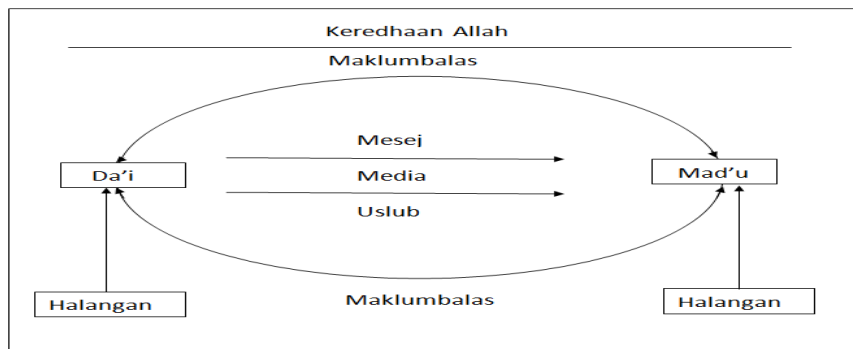 Keredhaan Allah
Maklumbalas
Mesej
Da'i
Media
Mad'u
Uslub
Halangan
Maklumbalas
Halangan